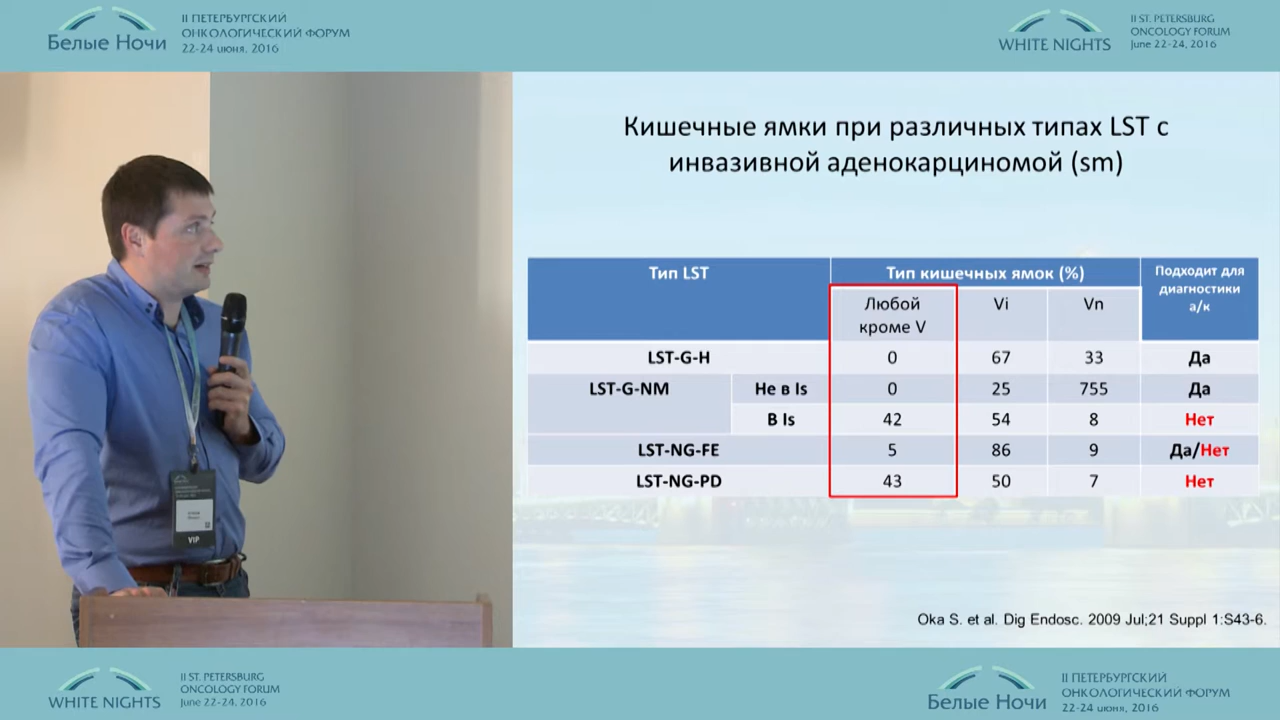 II ПЕТЕРБУРГСКИЙ
ОНКОЛОГИЧЕСКИЙ ФОРУМ
Белые Ночи
22-24 июня, 2016
II ST. PETERSBURG
ONCOLOGY FORUM
WHITE NIGHTS
June 22-24, 2016
Кишечные ямки при различных типах LST с
инвазивной аденокарциномой (sm)
Тип LST
Тип кишечных ямок (%)
Подходит для
диагностики
а/к
Любой
кроме V
Vi
Vn
LST-G-H 0 67 33 Да
LST-G-NM Не в Is 0 25 755 Да
В Is 42 54 8 Нет
LST-NG-FE 5 86 9 Да/Нет
LST-NG-PD 43 50 7 Нет
VIP
Oka S. et al. Dig Endosc. 2009 Jul;21 Suppl 1:S43-6.
II ST. PETERSBURG
ONCOLOGY FORUM
WHITE NIGHTS
June 22-24, 2016
II ПЕТЕРБУРГСКИЙ
ОНКОЛОГИЧЕСКИЙ ФОРУМ
Белые Ночи
22-24 июня, 2016